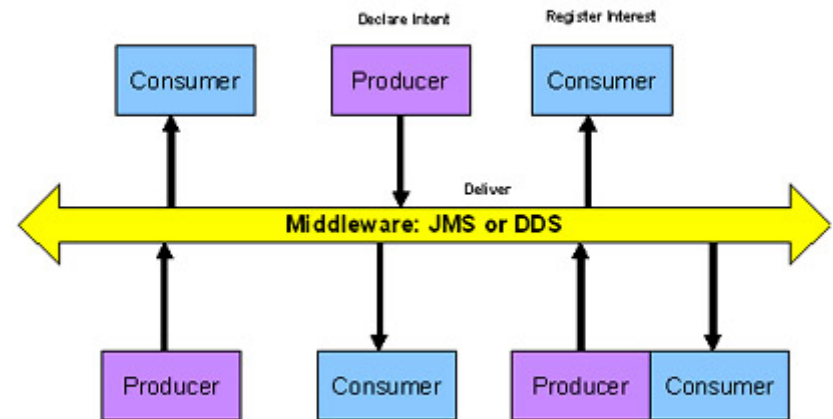 Declare Intent
Register Interest
Consumer
Producer
Consumer
Deliver
Middleware: JMS or DDS
Producer
Consumer
Producer
Consumer